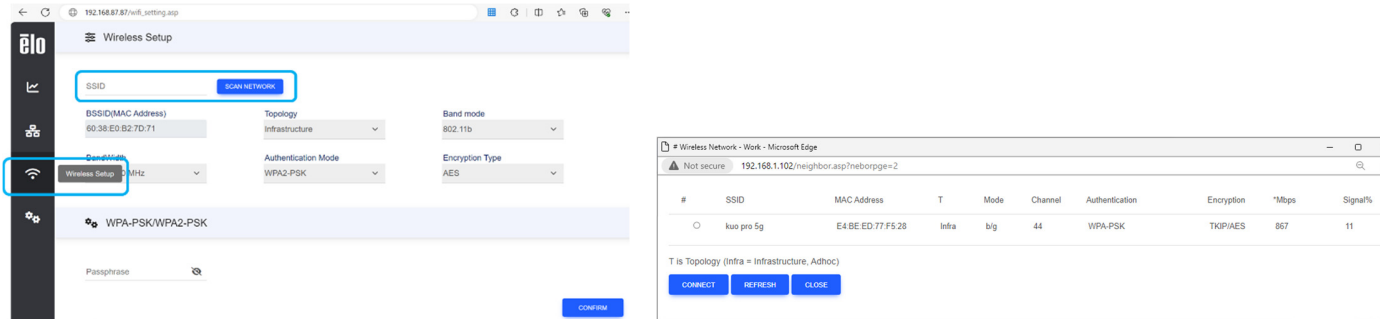 192.168.87.87/wifi_setting.asp
ēlo
Wireless Setup
SSID
SCAN NETWORK
BSSID(MAC Address)
Topology
Band mode
60:38:E0:B2:7D:71
Infrastructure
802.11b
BandWidth
Authentication Mode
Encryption Type
Wireless Setup
MHz
WPA2-PSK
AES
WPA-PSK/WPA2-PSK
Passphrase
CONFIRM
# Wireless Network - Work - Microsoft Edge
Not secure 192.168.1.102/neighbor.asp?neborpge=2
# SSID MAC Address T Mode Channel Authentication Encryption *Mbps Signal%
kuo pro 5g E4:BE:ED:77:F5:28 Infra b/g 44 WPA-PSK TKIP/AES 867 11
T is Topology (Infra = Infrastructure, Adhoc)
CONNECT REFRESH CLOSE